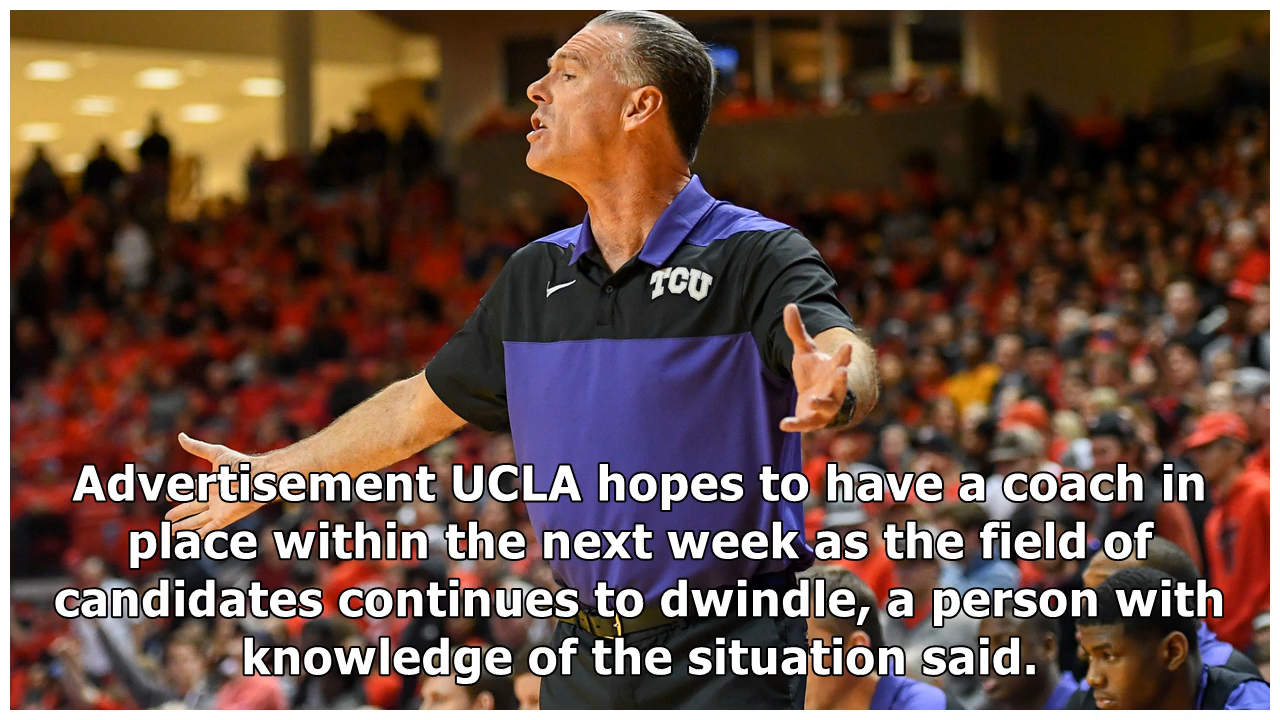 TCU
Advertisement UCLA hopes to have a coach in
place within the next week as the field of
candidates continues to dwindle, a person with
knowledge of the situation said.